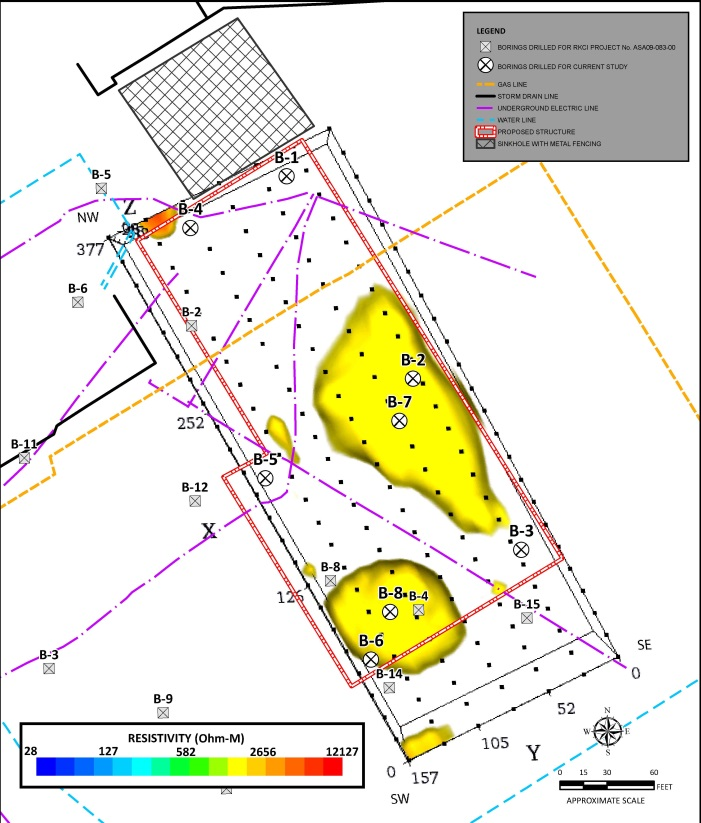 LEGEND
BORINGS DRILLED FOR RKCI PROJECT No. ASA09-083-00
BORINGS DRILLED FOR CURRENT STUDY
GAS LINE
STORM DRAIN LINE
UNDERGROUND ELECTRIC LINE
WATER LINE
PROPOSED STRUCTURE
SINKHOLE WITH METAL FENCING
B-1
B-5
Z
B-4
NW
377
B-6
B-2
B-2
B-7
252
B-11
B-5
B-12
X
B-3
B-8
B-8
B-4
B-15
B-6
SE
B-3
0
B-14
B-9
52
N
W
E
S
105
Y
0
157
SW
RESISTIVITY (Ohm-M)
28
127
582
2656
12127
0
15
30
60
FEET
APPROXIMATE SCALE